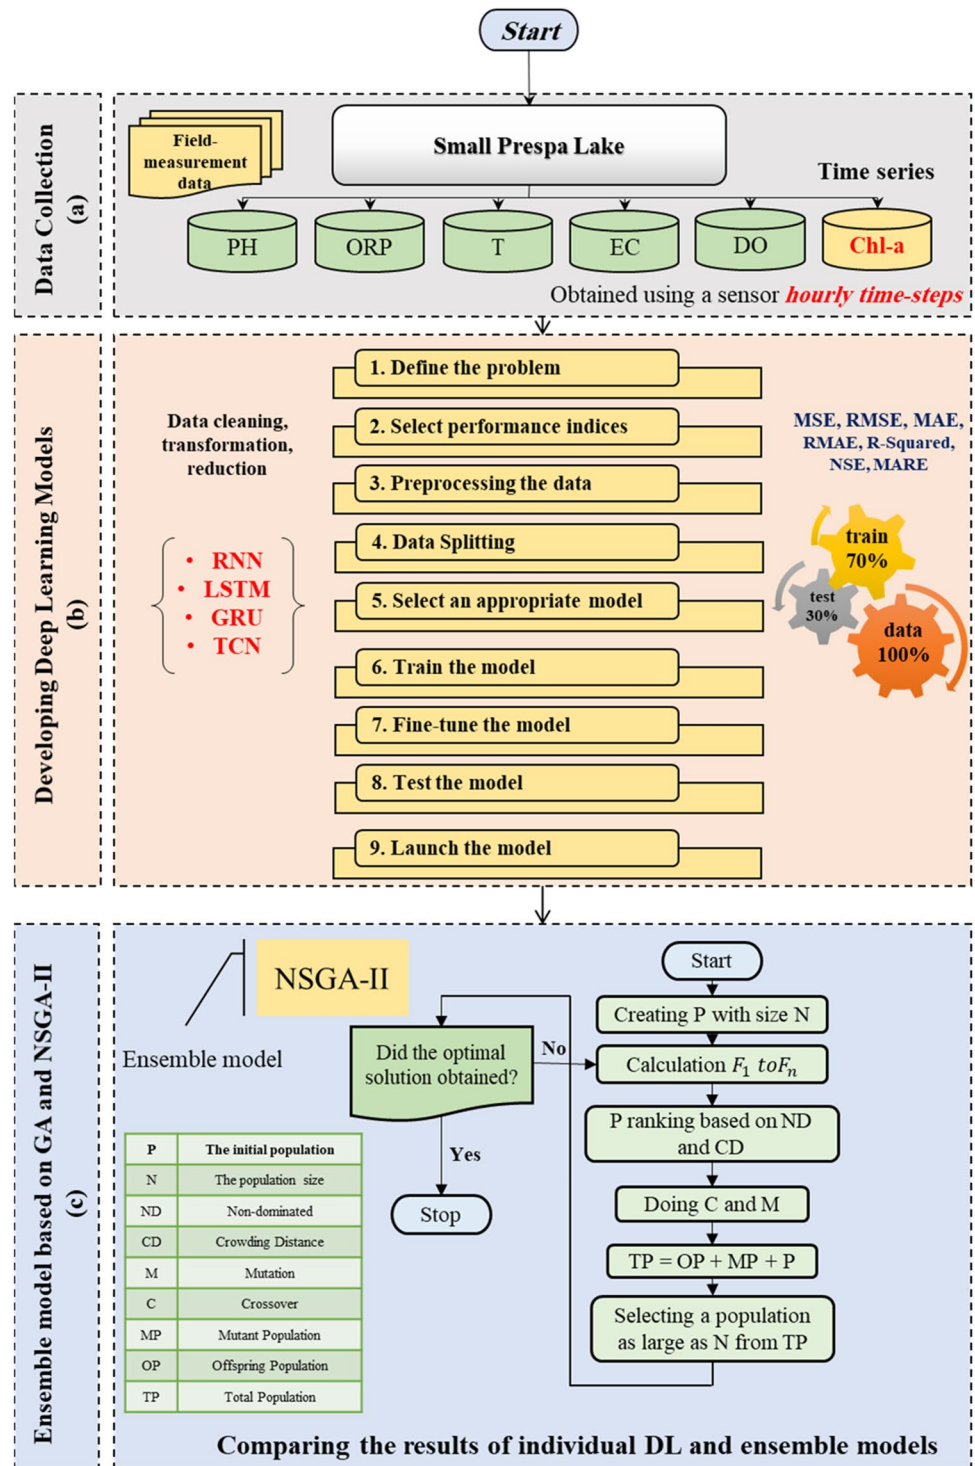 Start
Data Collection
(a)
Field-
measurement
data
Small Prespa Lake
Time series
PH
ORP
T
EC
DO
Chl-a
Obtained using a sensor hourly time-steps
Developing Deep Learning Models
(b)
Data cleaning,
transformation,
reduction
• RNN
• LSTM
• GRU
• TCN
1. Define the problem
2. Select performance indices
3. Preprocessing the data
4. Data Splitting
5. Select an appropriate model
6. Train the model
7. Fine-tune the model
8. Test the model
9. Launch the model
MSE, RMSE, MAE,
RMAE, R-Squared,
NSE, MARE
train
70%
test
30%
data
100%
Ensemble model based on GA and NSGA-II
(c)
NSGA-II
Ensemble model
Did the optimal
solution obtained?
No
Yes
Stop
Start
Creating P with size N
Calculation F₁ toFₙ
P ranking based on ND
and CD
Doing C and M
TP = OP + MP + P
Selecting a population
as large as N from TP
P The initial population
N The population size
ND Non-dominated
CD Crowding Distance
M Mutation
C Crossover
MP Mutant Population
OP Offspring Population
TP Total Population
Comparing the results of individual DL and ensemble models